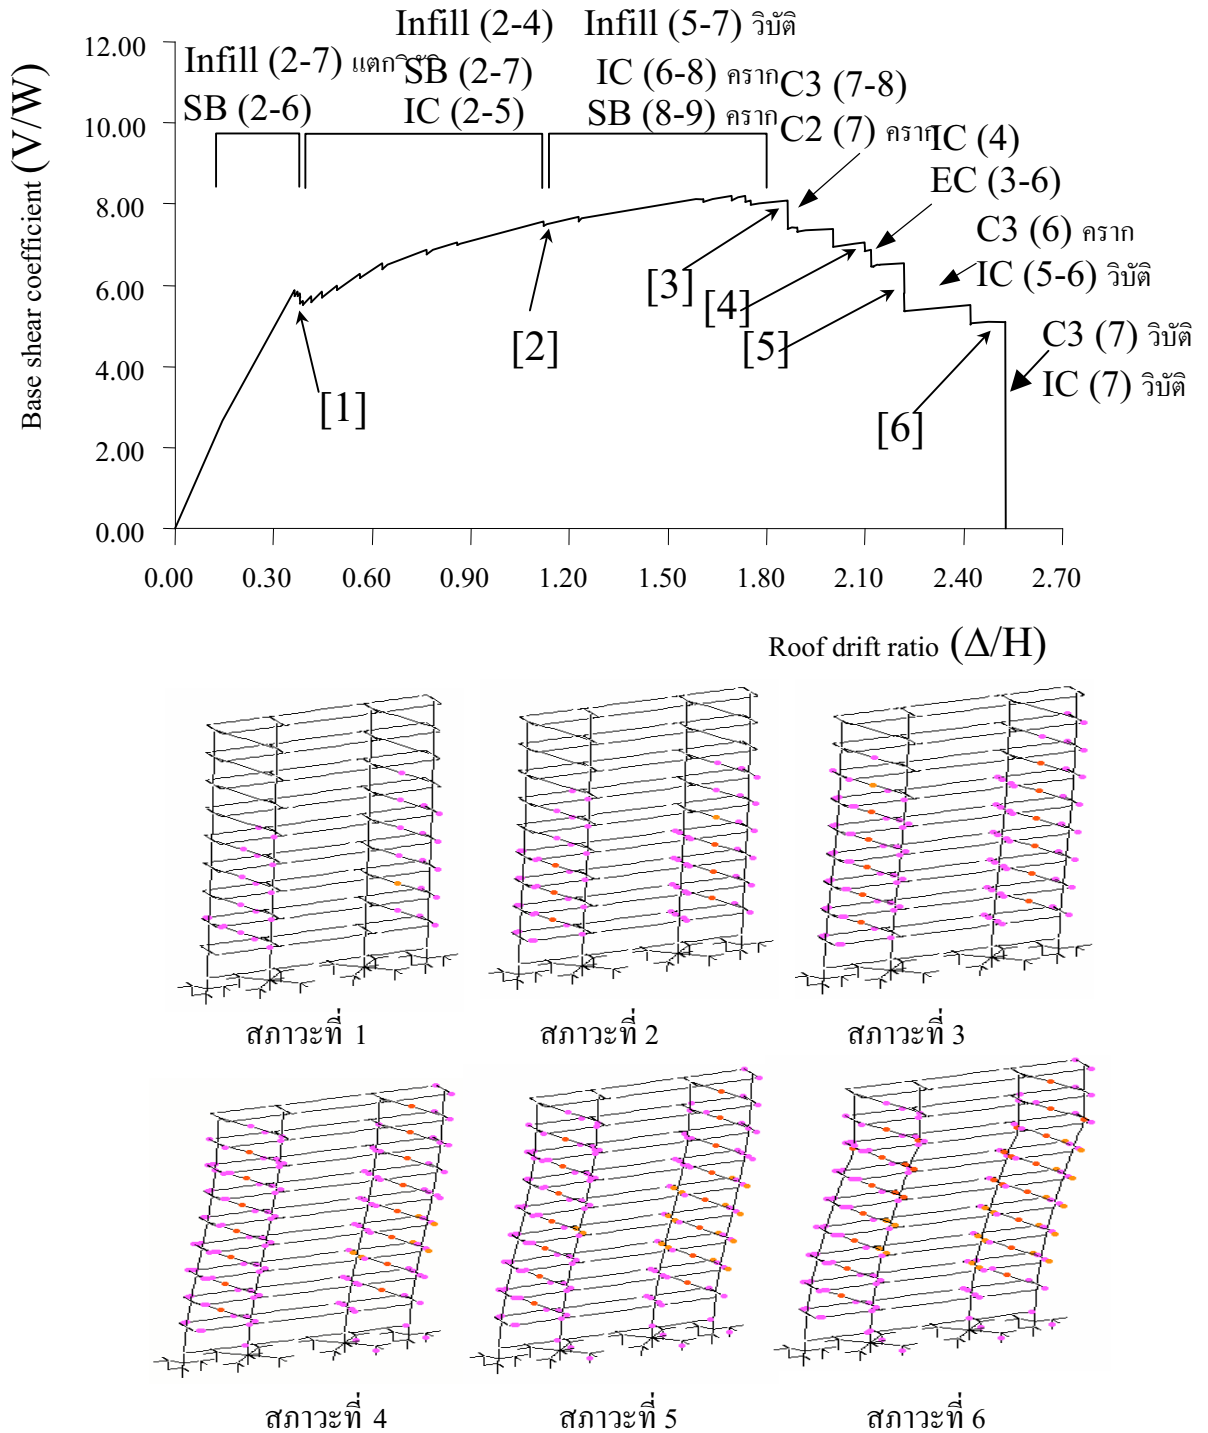 12.00
10.00
8.00
6.00
4.00
2.00
0.00
Base shear coefficient (V/W)
Infill (2-7) แตก
SB (2-6)
Infill (2-4)
SB (2-7)
IC (2-5)
Infill (5-7) วิบัติ
IC (6-8) คราก
SB (8-9) คราก
C3 (7-8)
C2 (7) คราก
IC (4)
EC (3-6)
C3 (6) คราก
IC (5-6) วิบัติ
C3 (7) วิบัติ
IC (7) วิบัติ
[1]
[2]
[3]
[4]
[5]
[6]
0.00 0.30 0.60 0.90 1.20 1.50 1.80 2.10 2.40 2.70
Roof drift ratio (Δ/H)
สภาวะที่ 1
สภาวะที่ 2
สภาวะที่ 3
สภาวะที่ 4
สภาวะที่ 5
สภาวะที่ 6